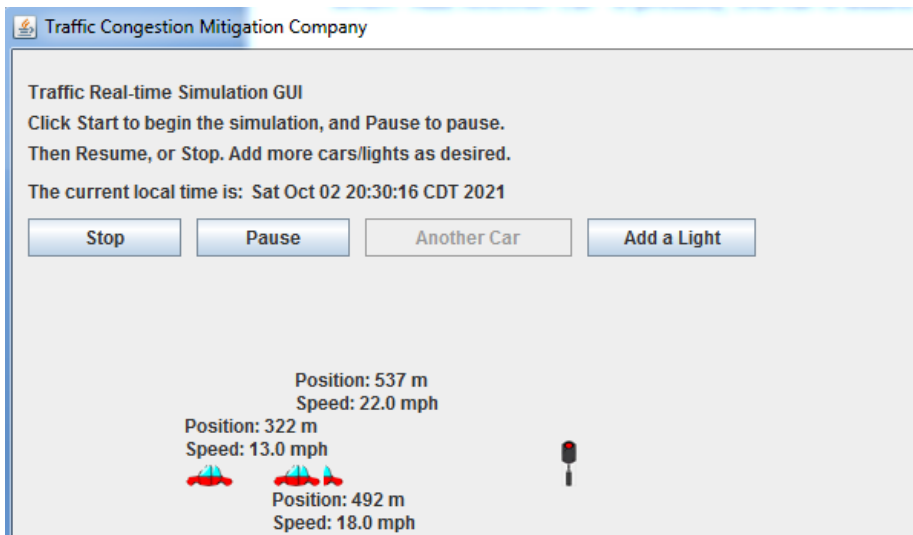 Traffic Congestion Mitigation Company
Traffic Real-time Simulation GUI
Click Start to begin the simulation, and Pause to pause.
Then Resume, or Stop. Add more cars/lights as desired.
The current local time is: Sat Oct 02 20:30:16 CDT 2021
Stop Pause Another Car Add a Light
Position: 537 m
Speed: 22.0 mph
Position: 322 m
Speed: 13.0 mph
Position: 492 m
Speed: 18.0 mph